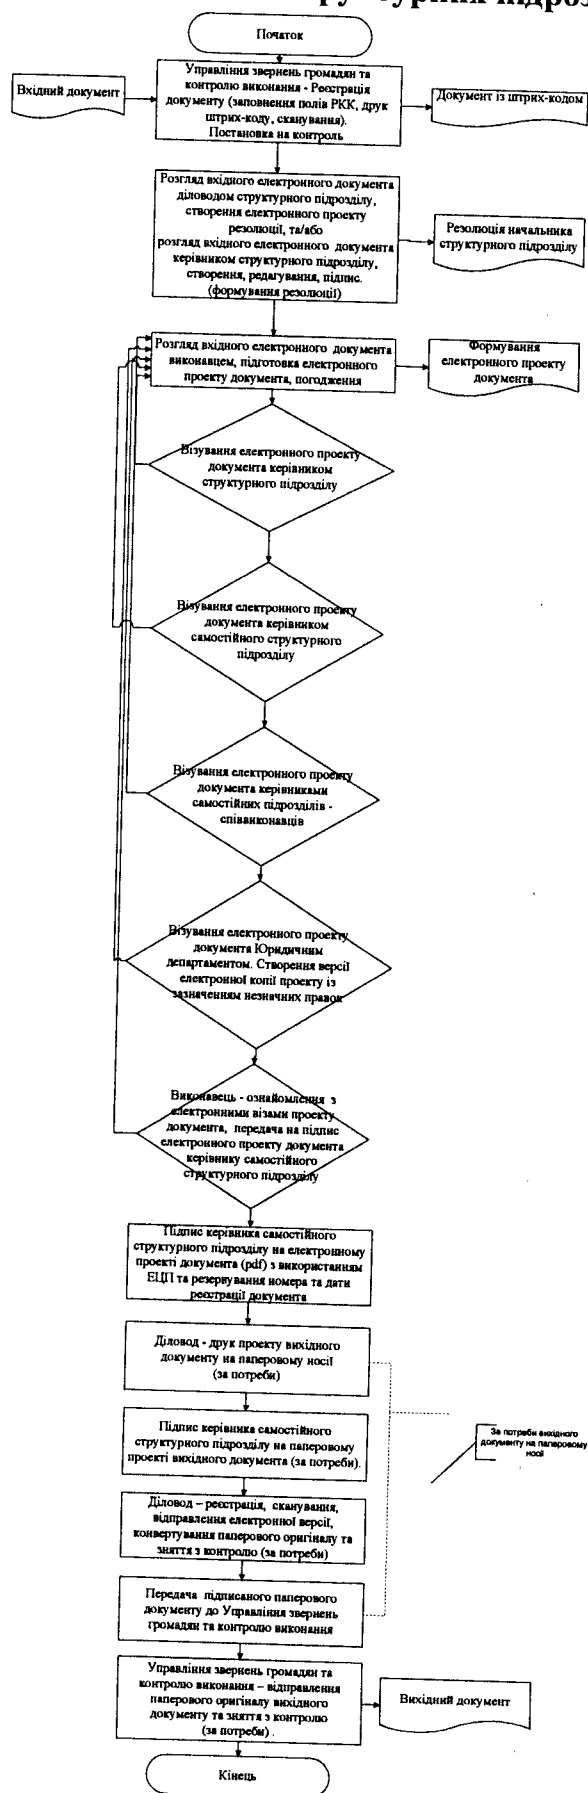 Початок
Вхідний документ
Управління звернень громадян та
контролю виконання - Реєстрація
документу (заповнення полів РКК, друк
штрих-коду, сканування).
Постановка на контроль
Документ із штрих-кодом
Розгляд вхідного електронного документа
діловодом структурного підрозділу,
створення електронного проекту
резолюції, та/або
розгляд вхідного електронного документа
керівником структурного підрозділу,
створення, редагування, підпис.
(формування резолюції)
Резолюція начальника
структурного підрозділу
Розгляд вхідного електронного документа
виконавцем, підготовка електронного
проекту документа, погодження
Формування
електронного проекту
документа
Візування електронного проекту
документа керівником
структурного підрозділу
Візування електронного проекту
документа керівником
самостійного структурного
підрозділу
Візування електронного проекту
документа керівниками
самостійних підрозділів -
співвиконавців
Візування електронного проекту
документа Юридичним
департаментом. Створення версії
електронної копії проекту із
зазначенням незначних правок
Виконавець - ознайомлення з
електронними візами проекту
документа, передача на підпис
електронного проекту документа
керівнику самостійного
структурного підрозділу
Підпис керівника самостійного
структурного підрозділу на електронному
проекті документа (pdf) з використанням
ЕЦП та резервування номера та дати
реєстрації документа
Діловод - друк проекту вихідного
документу на паперовому носії
(за потреби)
Підпис керівника самостійного
структурного підрозділу на паперовому
проекті вихідного документа (за потреби).
За потреби вихідного
документу на паперовому
носії
Діловод – реєстрація, сканування,
відправлення електронної версії,
конвертування паперового оригіналу та
зняття з контролю (за потреби)
Передача підписаного паперового
документу до Управління звернень
громадян та контролю виконання
Управління звернень громадян та
контролю виконання – відправлення
паперового оригіналу вихідного
документу та зняття з контролю
(за потреби) .
Вихідний документ
Кінець